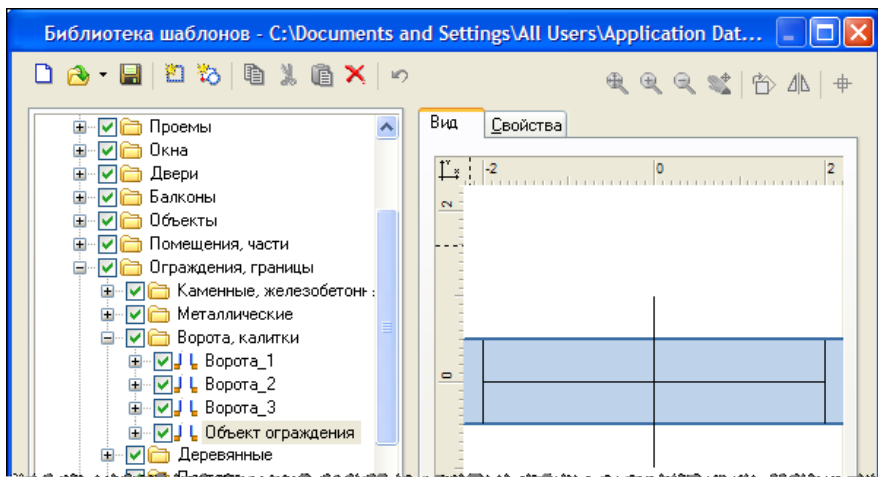 Библиотека шаблонов - C:\Documents and Settings\All Users\Application Dat...
Вид
Свойства
Проемы
Окна
Двери
Балконы
Объекты
Помещения, части
Ограждения, границы
Каменные, железобетон
Металлические
Ворота, калитки
Ворота_1
Ворота_2
Ворота_3
Объект ограждения
Деревянные
Y
x
-2
0
2
2
0